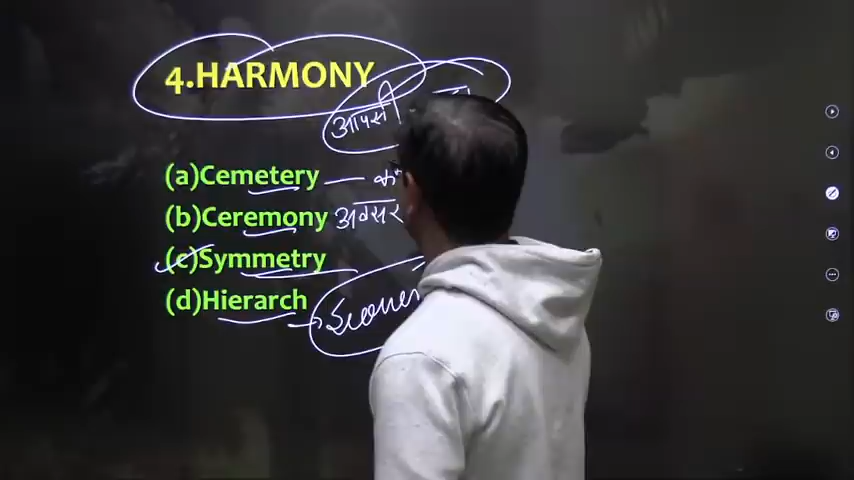 4.HARMONY
आपसी
(a)Cemetery
(b)Ceremony अवसर
(c)Symmetry
(d)Hierarch